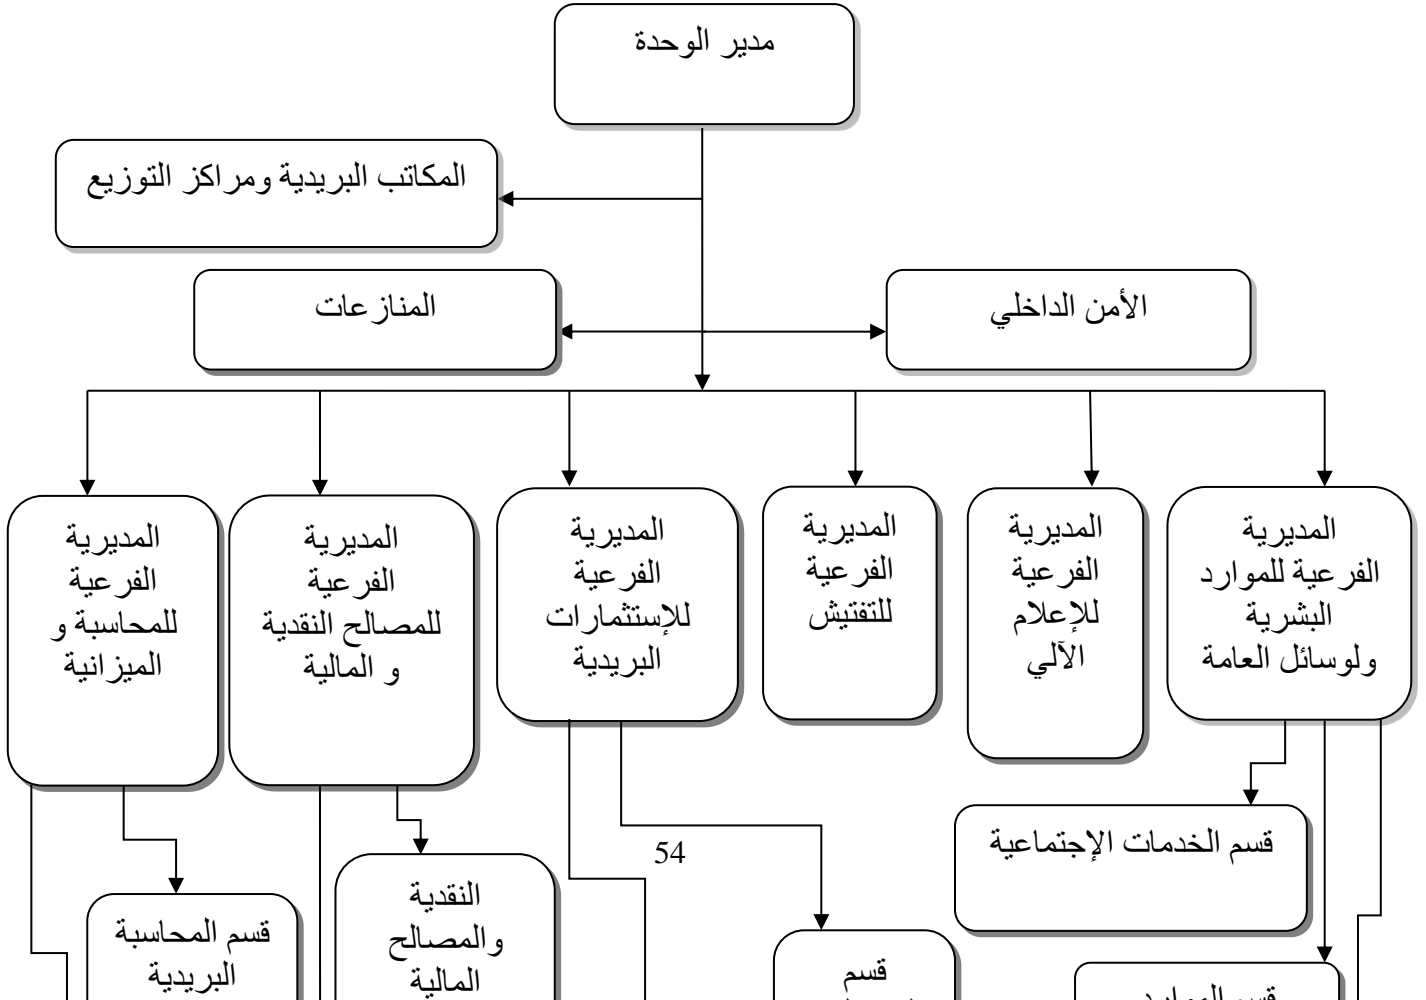 مدير الوحدة
المكاتب البريدية ومراكز التوزيع
الأمن الداخلي
المنازعات
المديرية
الفرعية للموارد
البشرية
ولوسائل العامة
المديرية
الفرعية
للإعلام
الآلي
المديرية
الفرعية
للتفتيش
المديرية
الفرعية
للإستثمارات
البريدية
المديرية
الفرعية
للمصالح النقدية
و المالية
المديرية
الفرعية
للمحاسبة و
الميزانية
قسم الخدمات الإجتماعية
54
النقدية
والمصالح
المالية
قسم المحاسبة
البريدية
قسم
قسم الموارد